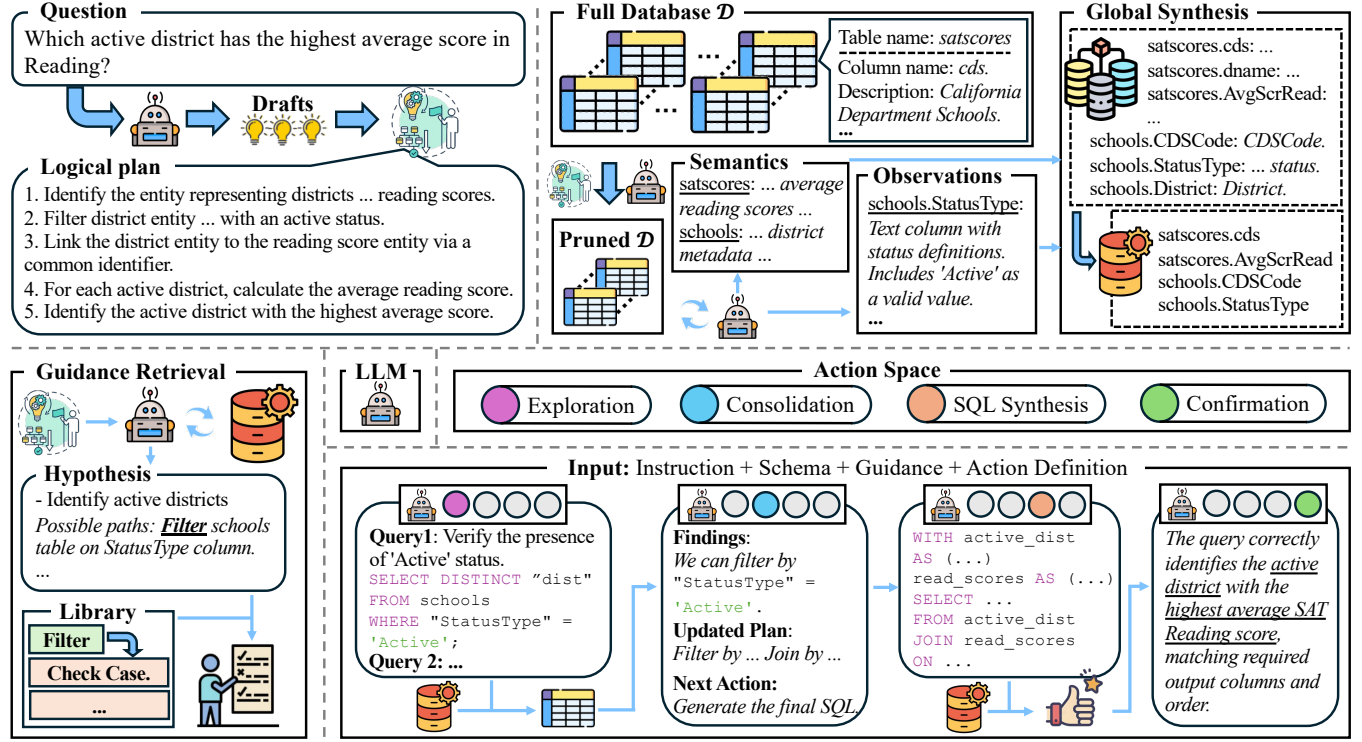 Question
Which active district has the highest average score in
Reading?
Drafts
Logical plan
1. Identify the entity representing districts ... reading scores.
2. Filter district entity ... with an active status.
3. Link the district entity to the reading score entity via a
common identifier.
4. For each active district, calculate the average reading score.
5. Identify the active district with the highest average score.
Full Database D
Table name: satscores
Column name: cds.
Description: California
Department Schools.
...
Pruned D
Semantics
satscores: ... average
reading scores ...
schools: ... district
metadata ...
Observations
schools.StatusType:
Text column with
status definitions.
Includes 'Active' as
a valid value.
...
Global Synthesis
satscores.cds: ...
satscores.dname: ...
satscores.AvgScrRead:
...
schools.CDSCode: CDSCode.
schools.StatusType: ... status.
schools.District: District.
satscores.cds
satscores.AvgScrRead
schools.CDSCode
schools.StatusType
Guidance Retrieval
Hypothesis
- Identify active districts
Possible paths: Filter schools
table on StatusType column.
...
Library
Filter
Check Case.
...
LLM
Action Space
Exploration
Consolidation
SQL Synthesis
Confirmation
Input: Instruction + Schema + Guidance + Action Definition
Query1: Verify the presence
of 'Active' status.
SELECT DISTINCT "dist"
FROM schools
WHERE "StatusType" =
'Active';
Query 2: ...
Findings:
We can filter by
"StatusType" =
'Active'.
Updated Plan:
Filter by ... Join by ...
Next Action:
Generate the final SQL.
WITH active_dist
AS (...)
read_scores AS (...)
SELECT ...
FROM active_dist
JOIN read_scores
ON ...
The query correctly
identifies the active
district with the
highest average SAT
Reading score,
matching required
output columns and
order.